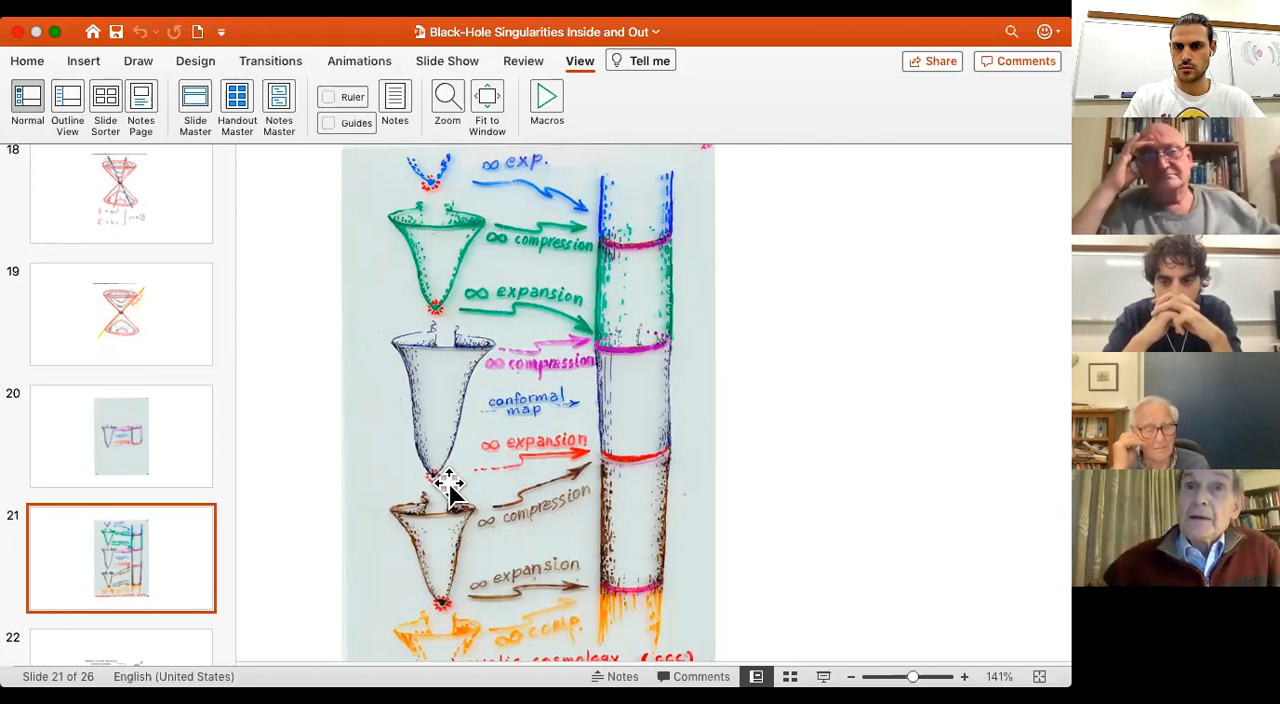 Black-Hole Singularities Inside and Out
Home Insert Draw Design Transitions Animations Slide Show Review View Tell me Share Comments
Normal Outline View Slide Sorter Notes Page Slide Master Handout Master Notes Master Ruler Guides Notes Zoom Fit to Window Macros
18
19
20
21
22
∞ exp.
∞ compression
∞ expansion
∞ compression
conformal
map
∞ expansion
∞ compression
∞ expansion
∞ comp.
cosmology (CCC)
Slide 21 of 26 English (United States) Notes Comments 141%